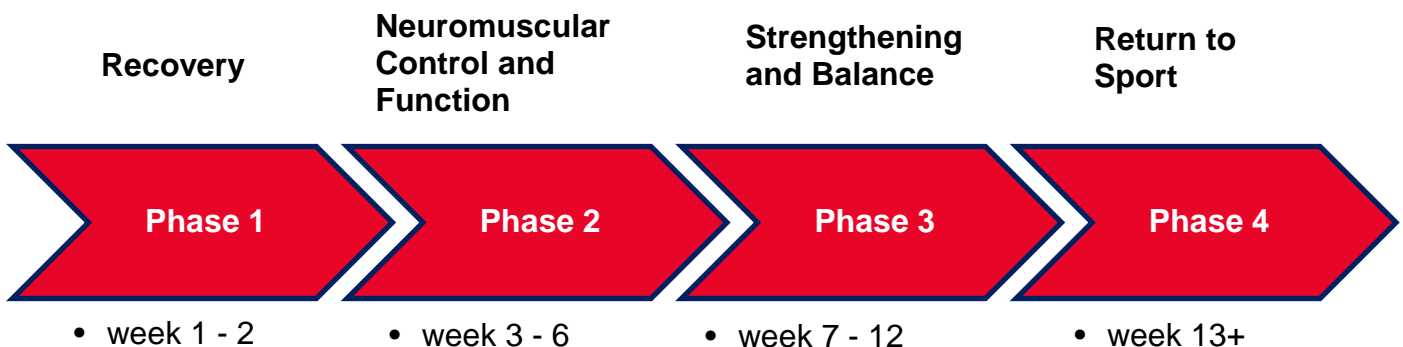 Recovery
Neuromuscular
Control and
Function
Strengthening
and Balance
Return to
Sport
Phase 1
Phase 2
Phase 3
Phase 4
• week 1 - 2
• week 3 - 6
• week 7 - 12
• week 13+